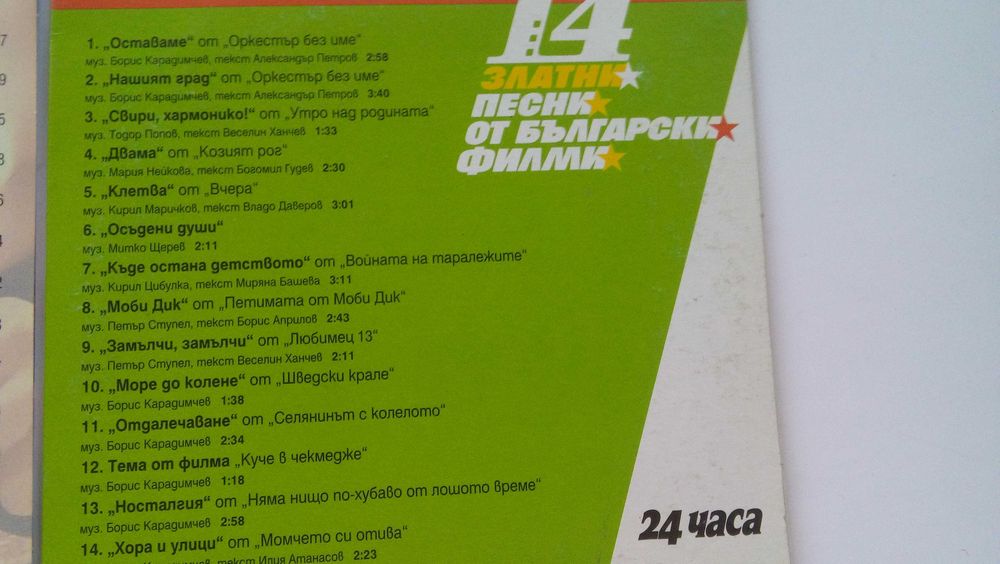 14
ЗЛАТНИ
ПЕСНИ
ОТ БЪЛГАРСКИ
ФИЛМИ
1. „Оставаме“ от „Оркестър без име“
муз. Борис Карадимчев, текст Александър Петров 2:58
2. „Нашият град“ от „Оркестър без име“
муз. Борис Карадимчев, текст Александър Петров 3:40
3. „Свири, хармонико!“ от „Утро над родината“
муз. Тодор Попов, текст Веселин Ханчев 1:33
4. „Двама“ от „Козият рог“
муз. Мария Нейкова, текст Богомил Гудев 2:30
5. „Клетва“ от „Вчера“
муз. Кирил Маричков, текст Владо Даверов 3:01
6. „Осъдени души“
муз. Митко Щерев 2:11
7. „Къде остана детството“ от „Войната на таралежите“
муз. Кирил Цибулка, текст Миряна Башева 3:11
8. „Моби Дик“ от „Петимата от Моби Дик“
муз. Петър Ступел, текст Борис Априлов 2:43
9. „Замълчи, замълчи“ от „Любимец 13“
муз. Петър Ступел, текст Веселин Ханчев 2:11
10. „Море до колене“ от „Шведски крале“
муз. Борис Карадимчев 1:38
11. „Отдалечаване“ от „Селянинът с колелото“
муз. Борис Карадимчев 2:34
12. Тема от филма „Куче в чекмедже“
муз. Борис Карадимчев 1:18
13. „Носталгия“ от „Няма нищо по-хубаво от лошото време“
муз. Борис Карадимчев 2:58
14. „Хора и улици“ от „Момчето си отива“
текст Илия Атанасов 2:23
24 часа